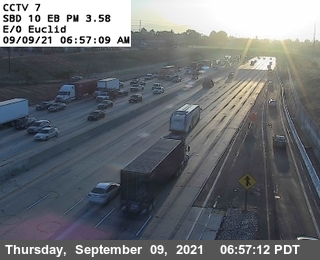 CCTV 7
SBD 10 EB PM 3.58
E/O Euclid
09/09/21 06:57:09 AM
Thursday, September 09, 2021 06:57:12 PDT